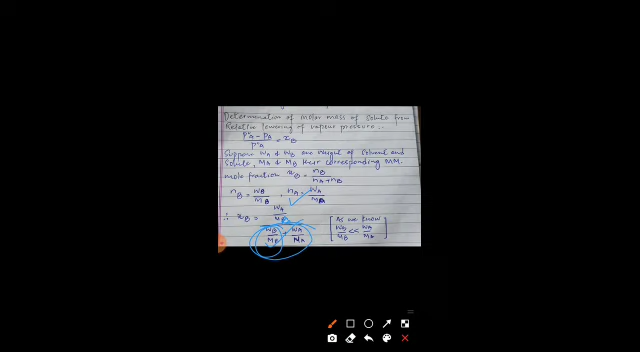 Determination of molar mass of solute from
Relative lowering of vapour pressure...
P°A - PA / P°A = xB
Suppose WA & WB are weight of solvent and
solute, MA & MB their corresponding MM.
mole fraction xB = nB / nA + nB
nB = WB / MB , nA = WA / MA
∴ xB = WA / MB / WB / MB + WA / MA
[ As we know
WB / MB << WA / MA ]